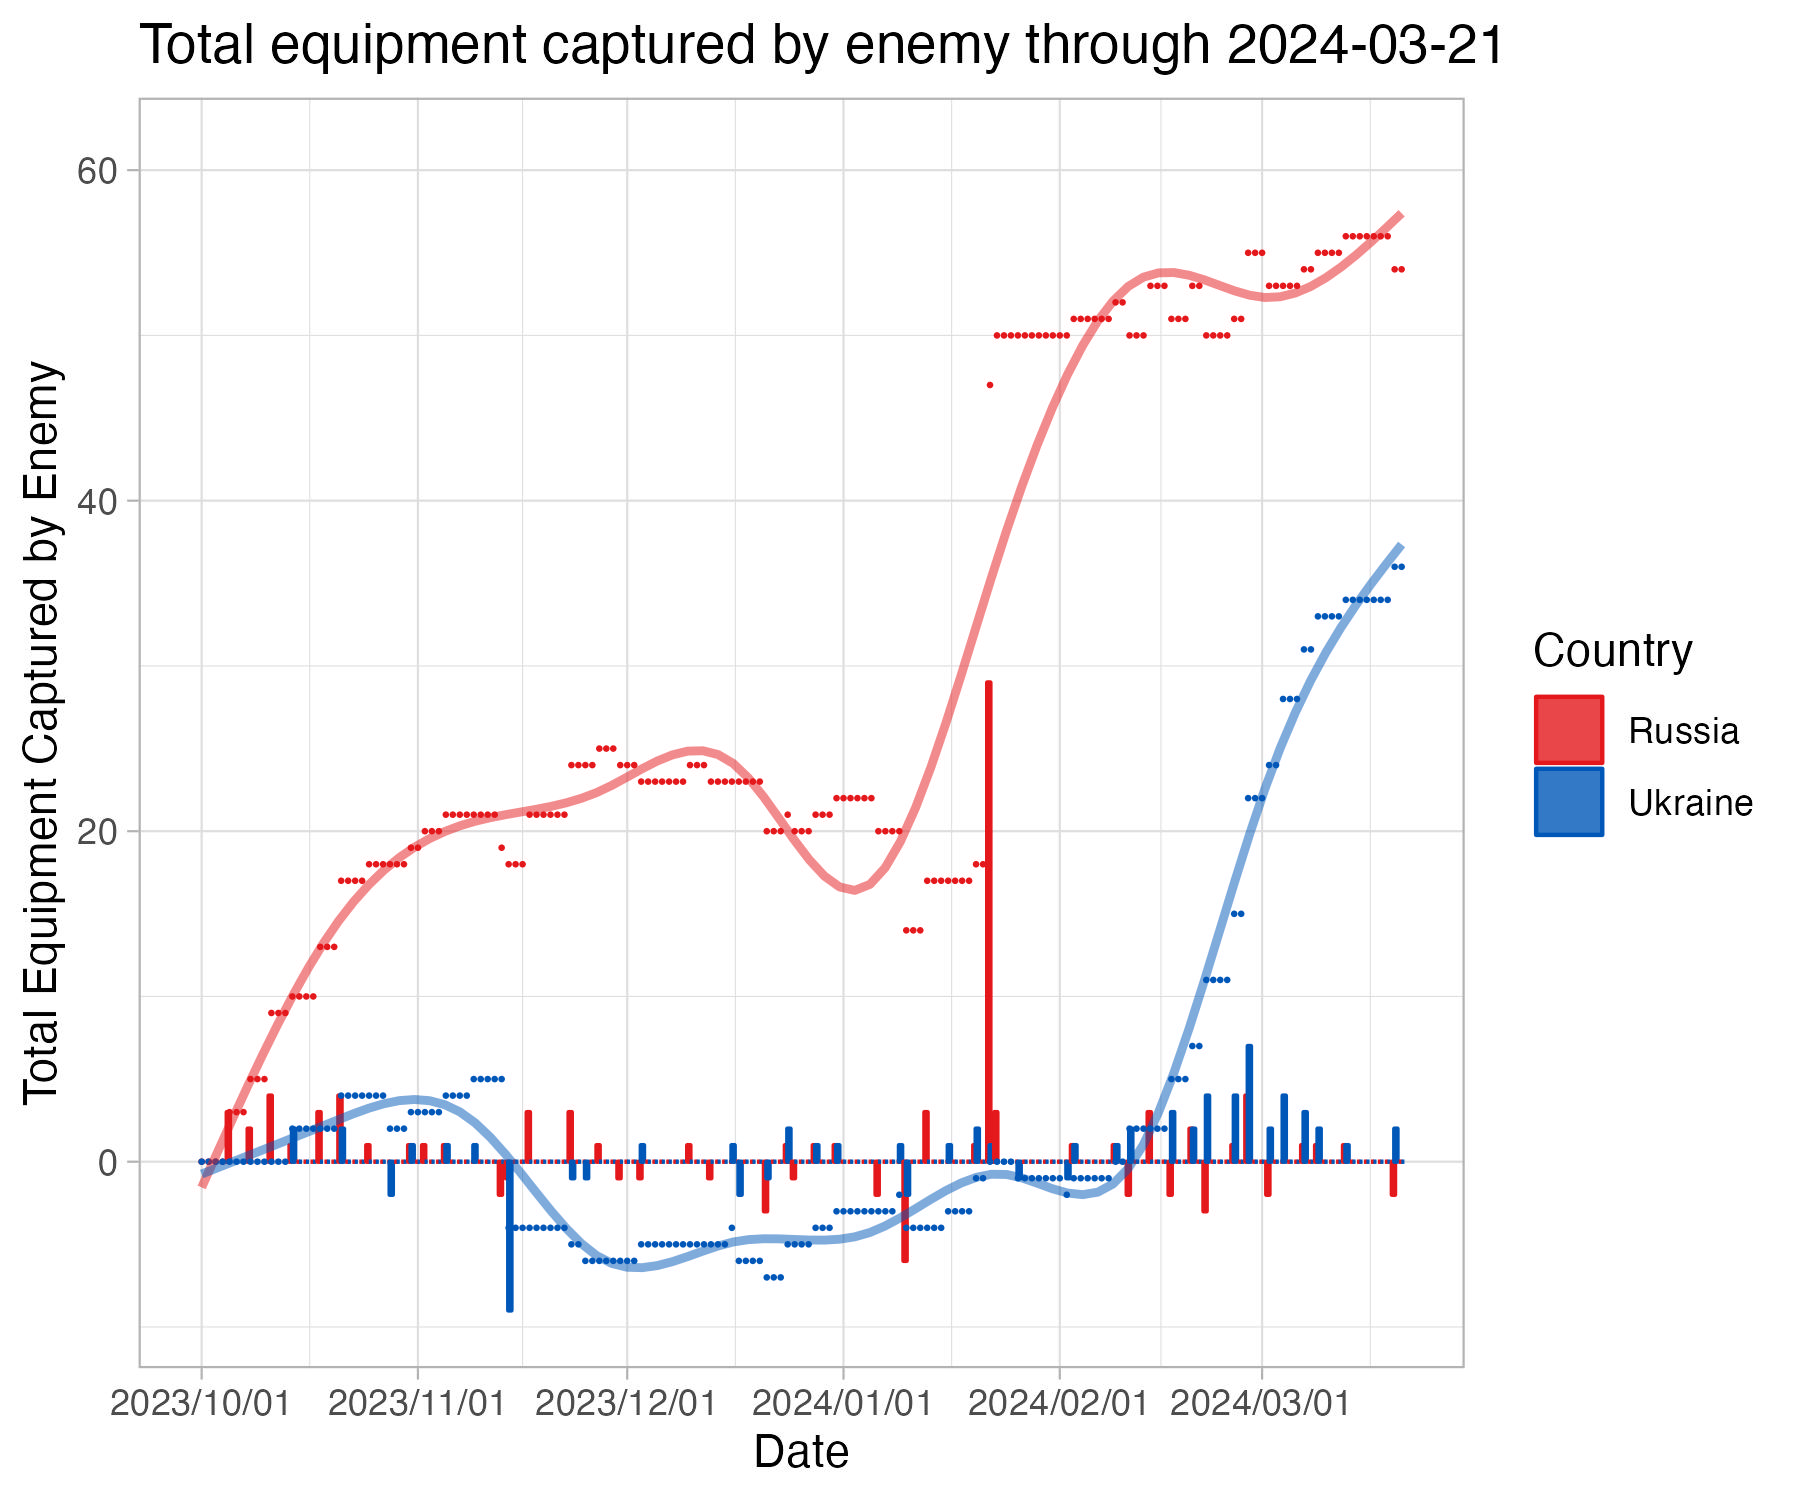 Total equipment captured by enemy through 2024-03-21
Total Equipment Captured by Enemy
60
40
20
0
2023/10/01
2023/11/01
2023/12/01
2024/01/01
2024/02/01
2024/03/01
Date
Country
Russia
Ukraine